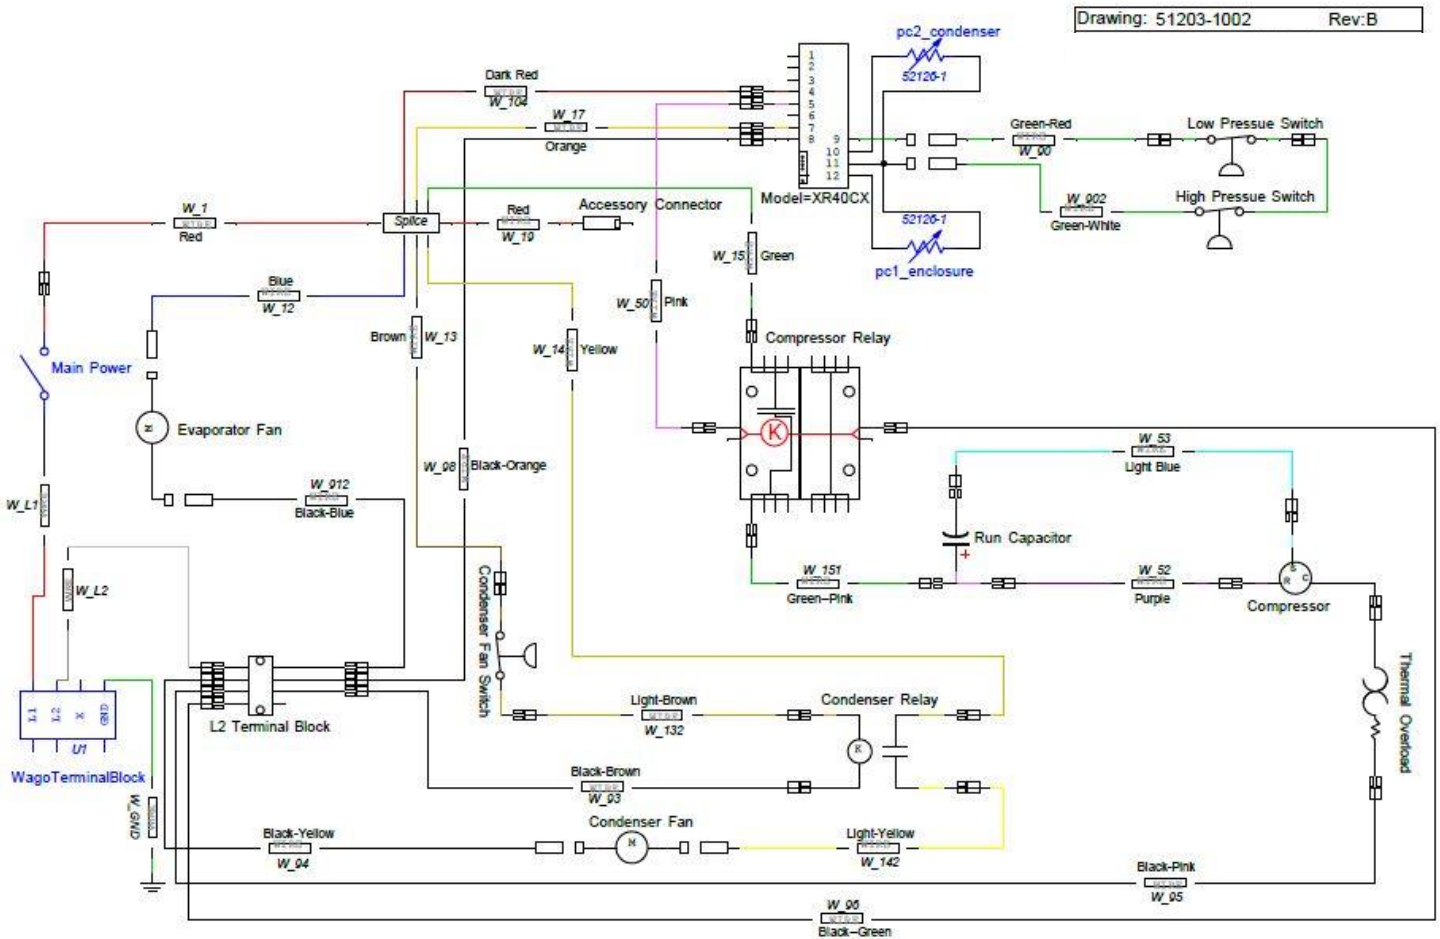 Drawing: 51203-1002 Rev:B
pc2_condenser
52126-1
1
2
3
4
5
6
7
8
9
10
11
12
Model=XR40CX
Dark Red
W_104
W_17
Orange
Green-Red
W_90
Low Pressue Switch
W_902
Green-White
High Pressue Switch
52126-1
pc1_enclosure
W_1
Red
Splice
Red
W_19
Accessory Connector
W_15
Green
Blue
W_12
W_50
Pink
Brown
W_13
W_14
Yellow
Compressor Relay
K
Main Power
M
Evaporator Fan
W_98
Black-Orange
W_53
Light Blue
W_L1
W_912
Black-Blue
Run Capacitor
+
W_L2
W_151
Green-Pink
W_52
Purple
S
R
C
Compressor
Condenser Fan Switch
Thermal Overload
L1
L2
X
GND
U1
WagoTerminalBlock
L2 Terminal Block
Light-Brown
W_132
Condenser Relay
K
Black-Brown
W_93
W_GND
Condenser Fan
M
Black-Yellow
W_94
Light-Yellow
W_142
Black-Pink
W_95
W_96
Black-Green